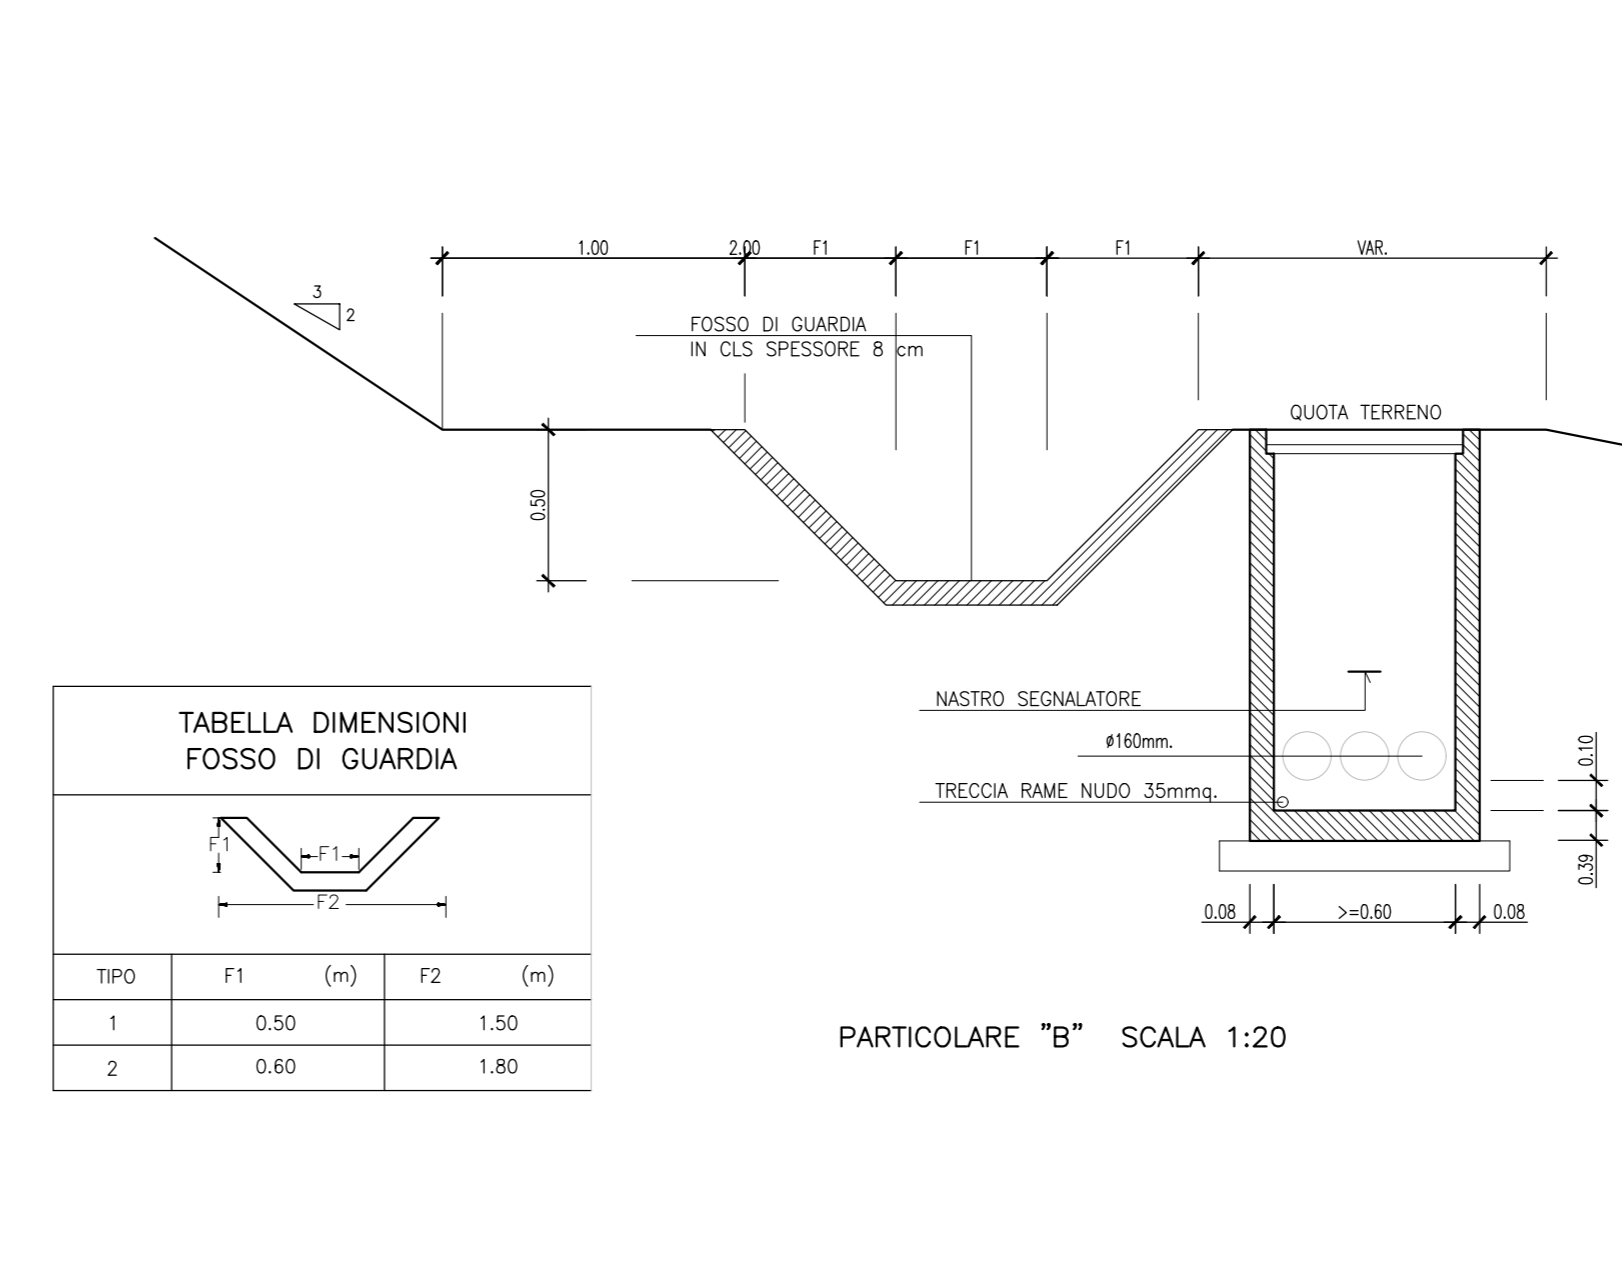 1.00
2.00
F1
F1
F1
VAR.
3
2
FOSSO DI GUARDIA
IN CLS SPESSORE 8 cm
QUOTA TERRENO
0.50
NASTRO SEGNALATORE
ø160mm.
TRECCIA RAME NUDO 35mmq.
0.10
0.39
0.08
>=0.60
0.08
TABELLA DIMENSIONI
FOSSO DI GUARDIA
F1
F1
F2
TIPO F1 (m) F2 (m)
1 0.50 1.50
2 0.60 1.80
PARTICOLARE ”B” SCALA 1:20